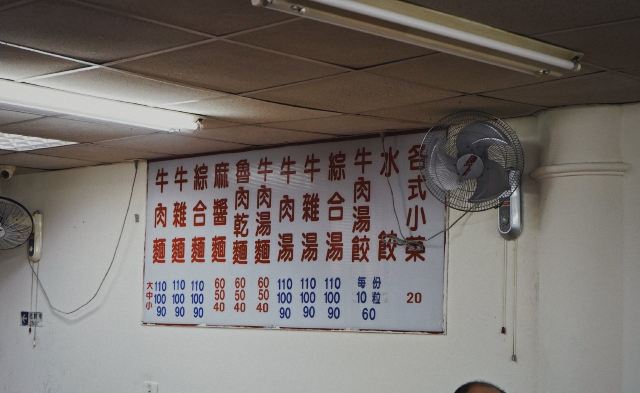 牛肉麵
牛雜麵
綜合麵
麻醬麵
魯肉乾麵
牛肉湯麵
牛肉湯
牛雜湯
綜合湯
牛肉湯餃
水餃
各式小菜
大 110 110 110 60 60 60 110 110 110 每份
中 100 100 100 50 50 50 100 100 100 10粒 20
小 90 90 90 40 40 40 90 90 90 60